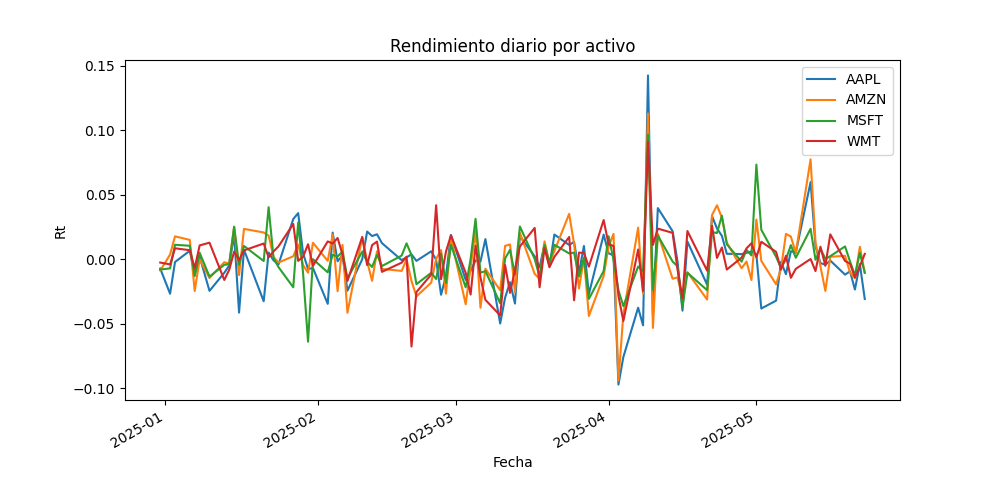 Rendimiento diario por activo
Rt
0.15
0.10
0.05
0.00
−0.05
−0.10
AAPL
AMZN
MSFT
WMT
2025-01
2025-02
2025-03
2025-04
2025-05
Fecha